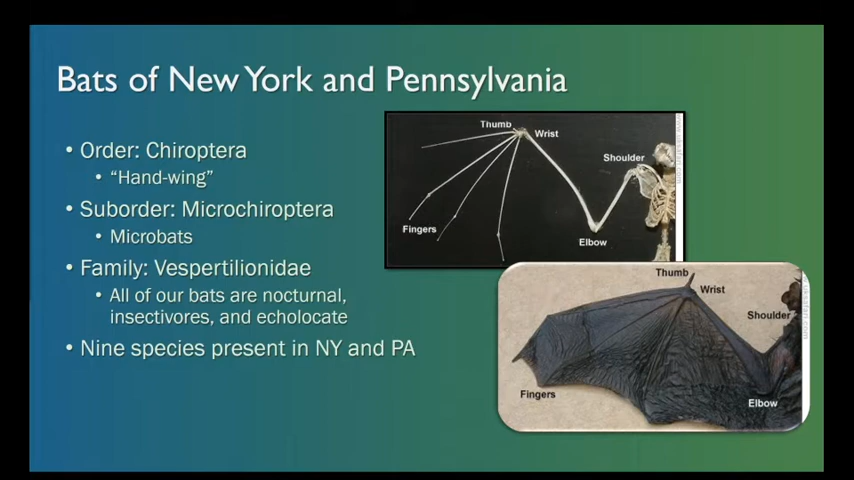 Bats of New York and Pennsylvania
• Order: Chiroptera
• "Hand-wing"
• Suborder: Microchiroptera
• Microbats
• Family: Vespertilionidae
• All of our bats are nocturnal,
insectivores, and echolocate
• Nine species present in NY and PA
Thumb
Wrist
Shoulder
Fingers
Elbow
Thumb
Wrist
Shoulder
Fingers
Elbow